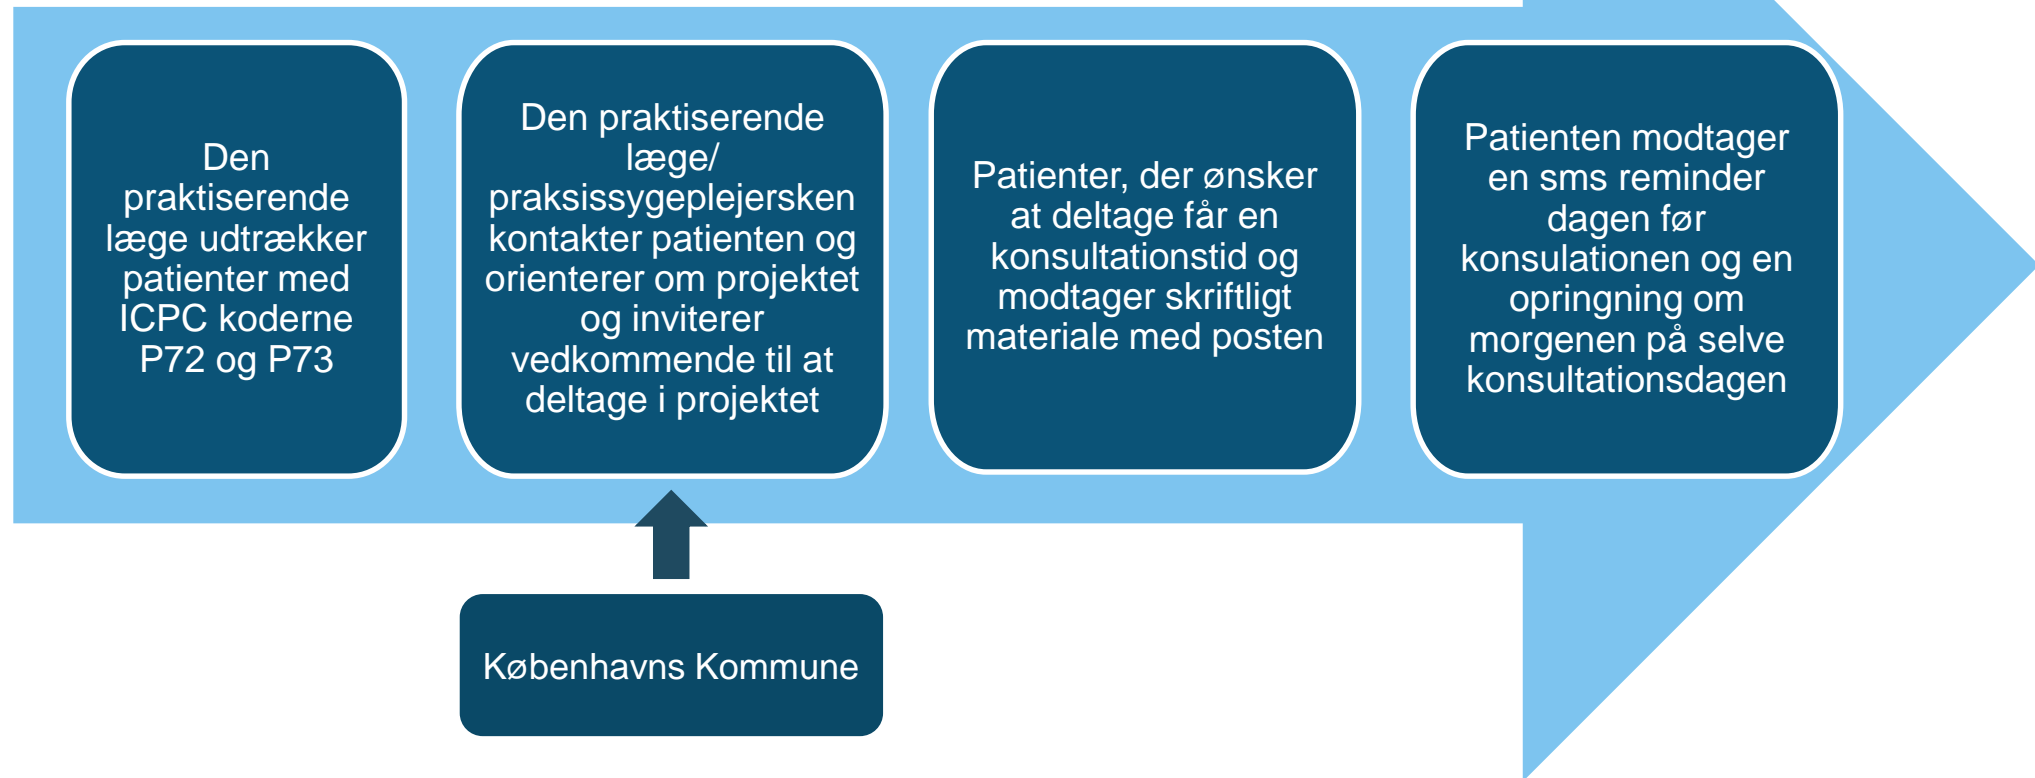 Den
praktiserende
læge udtrækker
patienter med
ICPC koderne
P72 og P73
Den praktiserende
læge/
praksissygeplejersken
kontakter patienten og
orienterer om projektet
og inviterer
vedkommende til at
deltage i projektet
Patienter, der ønsker
at deltage får en
konsultationstid og
modtager skriftligt
materiale med posten
Patienten modtager
en sms reminder
dagen før
konsulationen og en
opringning om
morgenen på selve
konsultationsdagen
Københavns Kommune